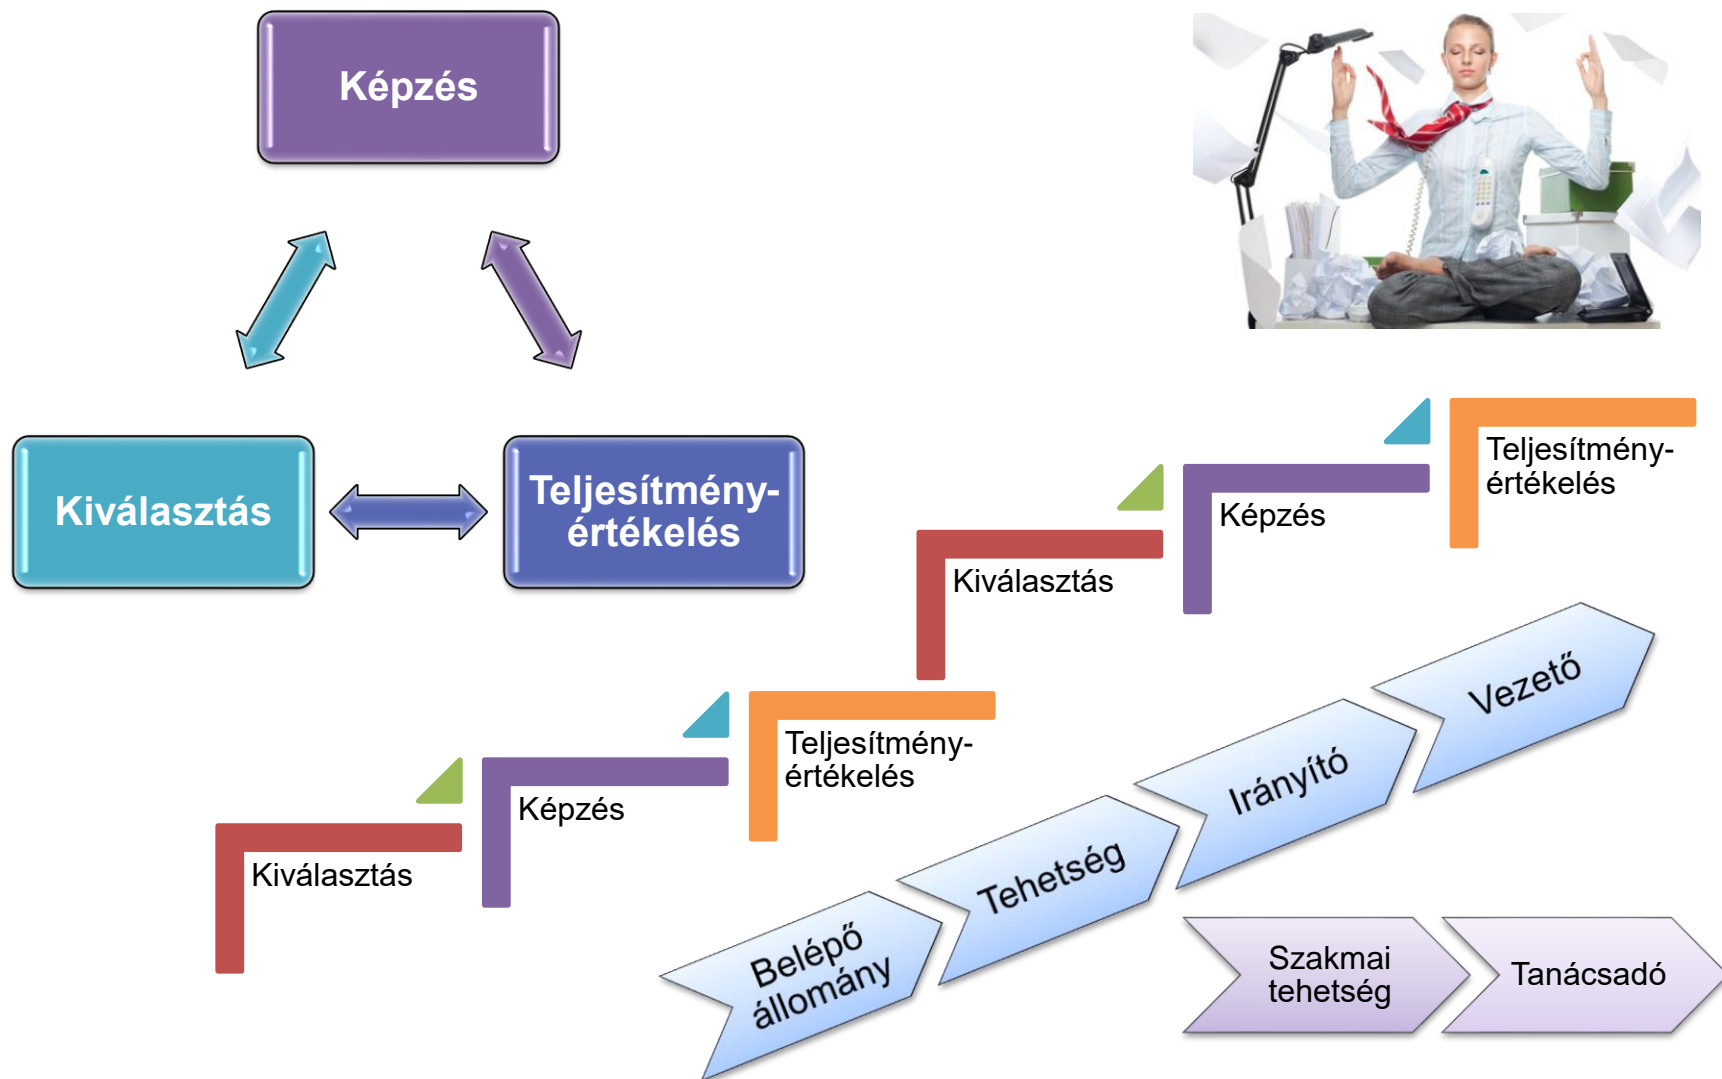 Képzés
Kiválasztás
Teljesítmény-
értékelés
Kiválasztás
Képzés
Teljesítmény-
értékelés
Kiválasztás
Képzés
Teljesítmény-
értékelés
Belépő
állomány
Tehetség
Irányító
Vezető
Szakmai
tehetség
Tanácsadó